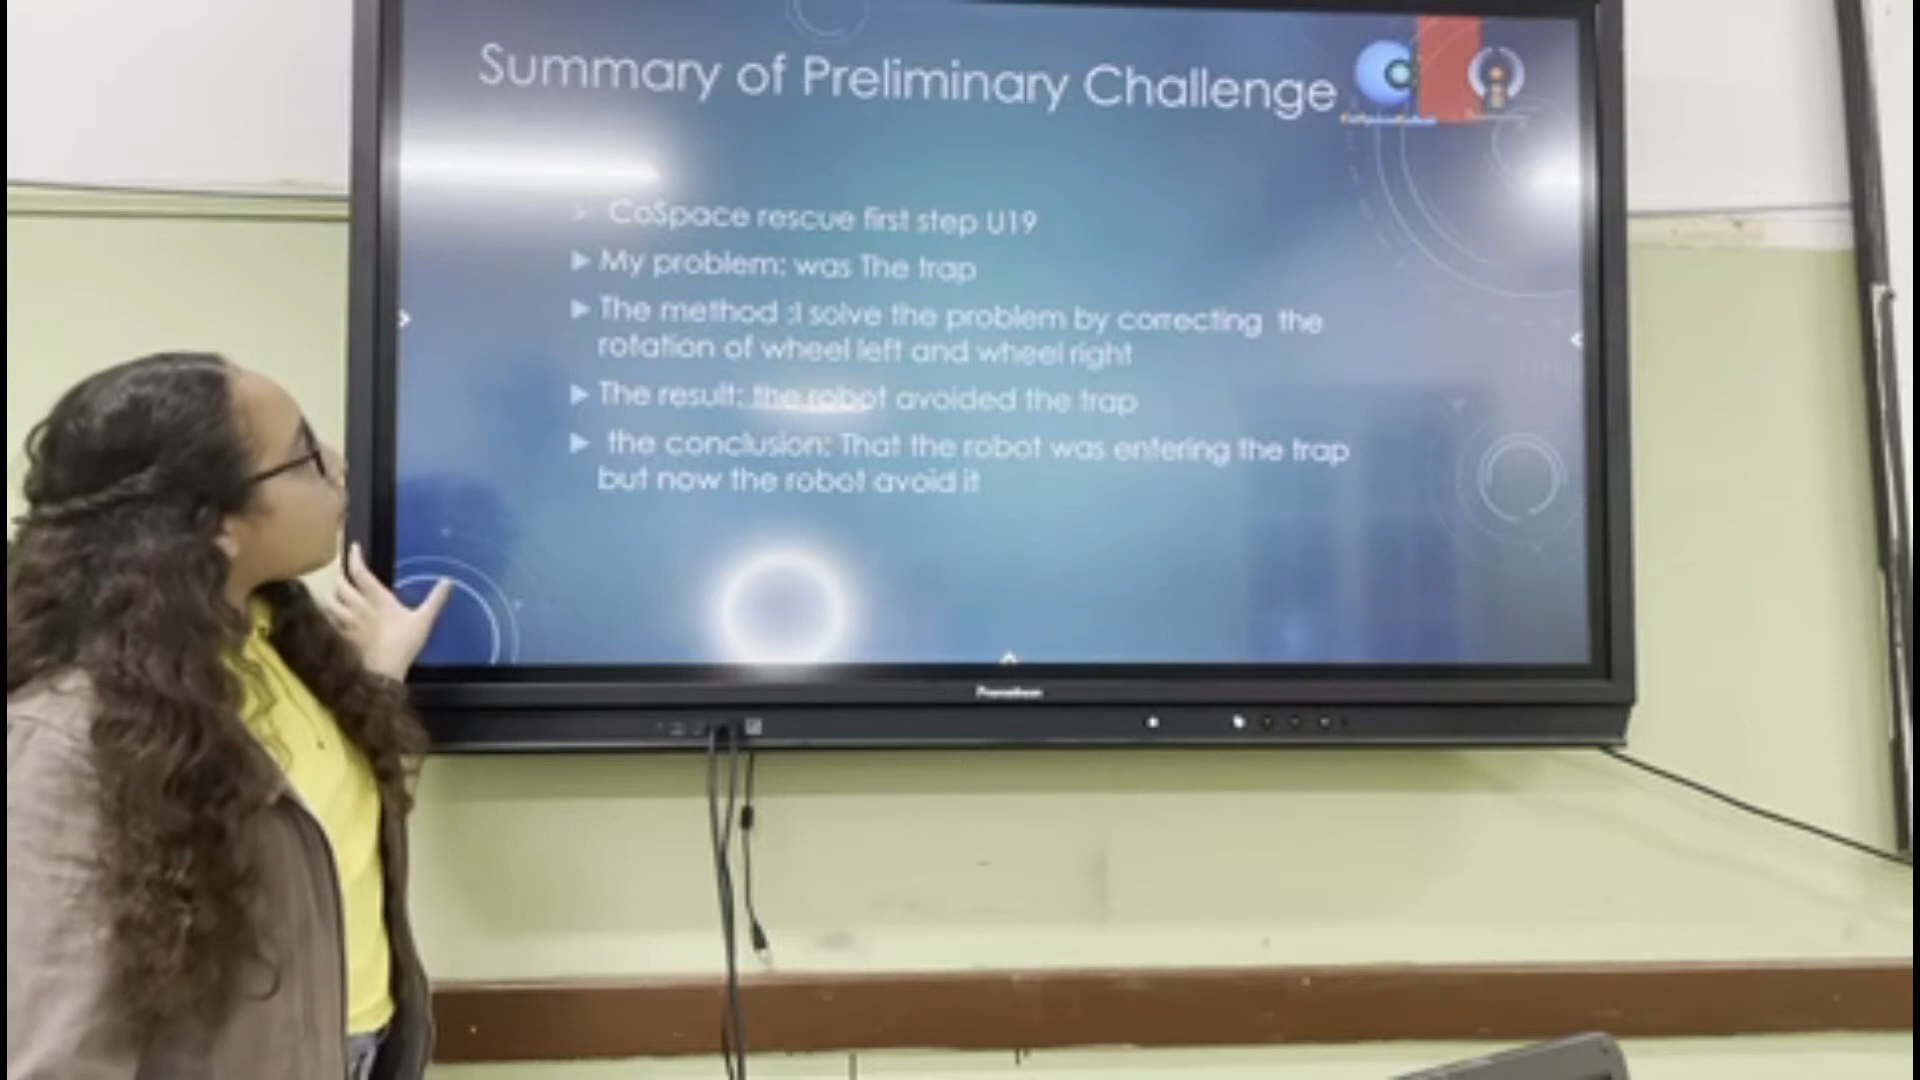 Summary of Preliminary Challenge
CoSpace rescue first step U19
My problem: was The trap
The method :I solve the problem by correcting the
rotation of wheel left and wheel right
The result: the robot avoided the trap
the conclusion: That the robot was entering the trap
but now the robot avoid it
Promethean